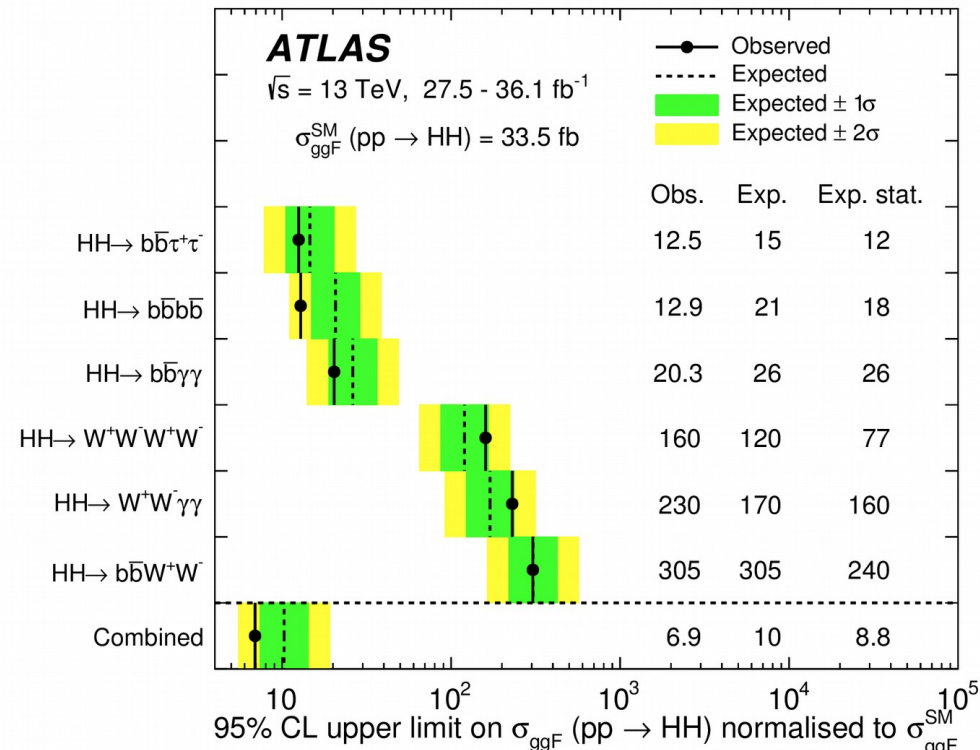 ATLAS
√s = 13 TeV, 27.5 - 36.1 fb⁻¹
σ_ggF^SM (pp → HH) = 33.5 fb
Observed
Expected
Expected ± 1σ
Expected ± 2σ
Obs. Exp. Exp. stat.
HH→ bb̅τ⁺τ⁻ 12.5 15 12
HH→ bb̅bb̅ 12.9 21 18
HH→ bb̅γγ 20.3 26 26
HH→ W⁺W⁻W⁺W⁻ 160 120 77
HH→ W⁺W⁻γγ 230 170 160
HH→ bb̅W⁺W⁻ 305 305 240
Combined 6.9 10 8.8
10 10² 10³ 10⁴ 10⁵
95% CL upper limit on σ_ggF (pp → HH) normalised to σ_ggF^SM